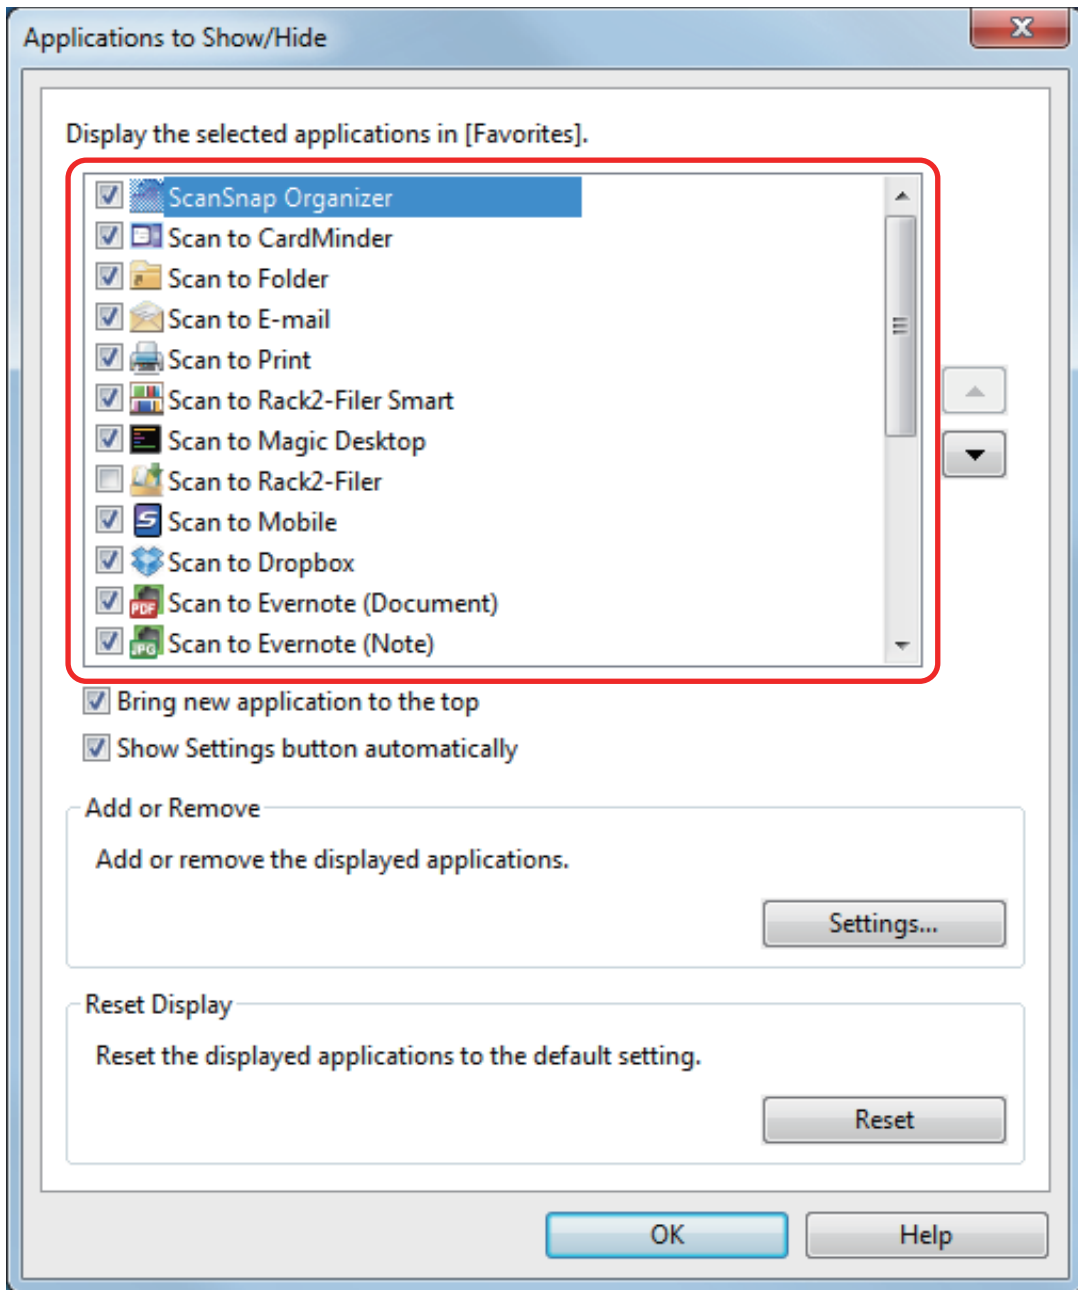 Applications to Show/Hide
Display the selected applications in [Favorites].
ScanSnap Organizer
Scan to CardMinder
Scan to Folder
Scan to E-mail
Scan to Print
Scan to Rack2-Filer Smart
Scan to Magic Desktop
Scan to Rack2-Filer
S Scan to Mobile
Scan to Dropbox
PDF Scan to Evernote (Document)
JPG Scan to Evernote (Note)
Bring new application to the top
Show Settings button automatically
Add or Remove
Add or remove the displayed applications.
Settings...
Reset Display
Reset the displayed applications to the default setting.
Reset
OK Help